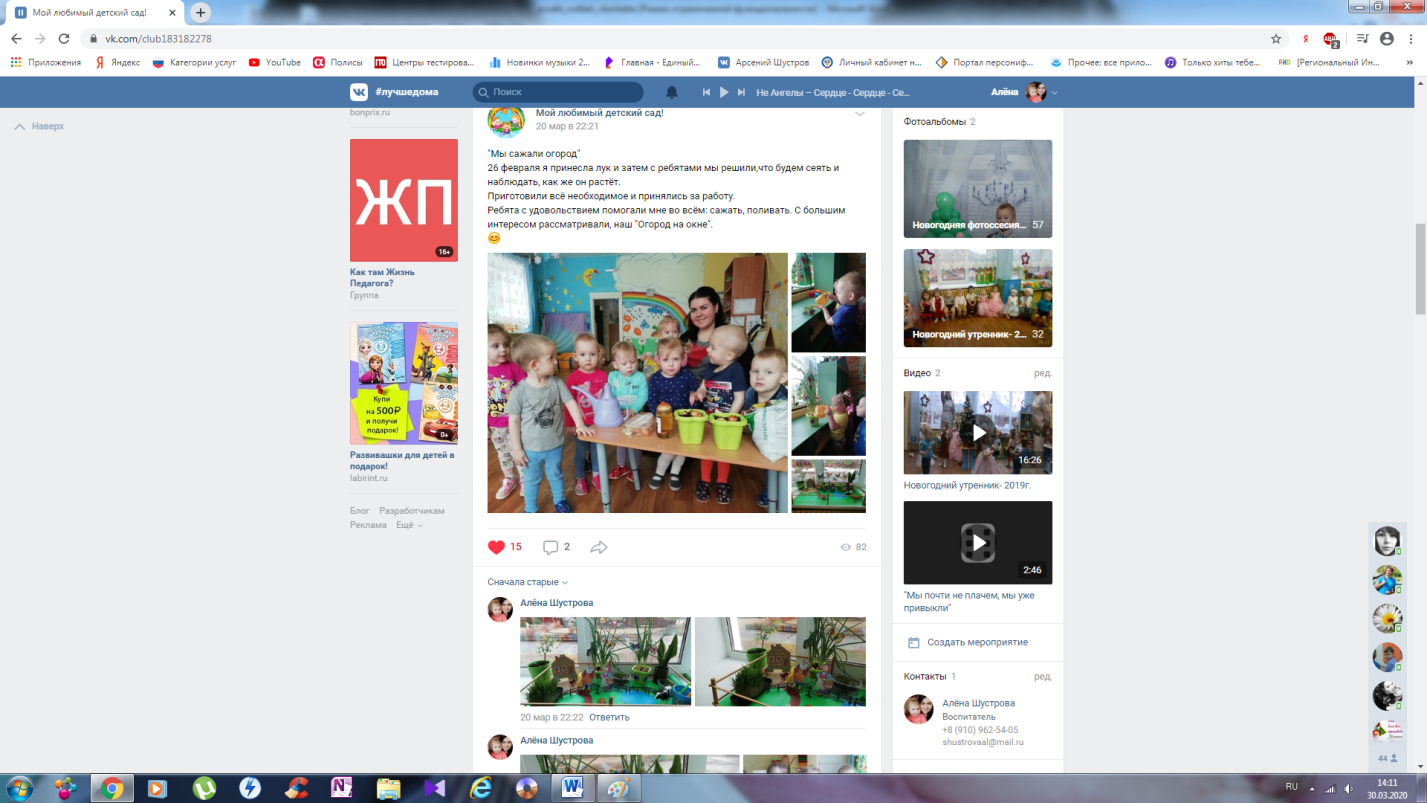 Мой любимый детский сад!
vk.com/club183182278
Приложения
Яндекс
Категории услуг
YouTube
Полисы
Центры тестирова...
Новинки музыки 2...
Главная - Единый...
Арсений Шустров
Личный кабинет н...
Портал персониф...
Прочее: все прило...
Только хиты тебе...
[Региональный Ин...
#лучшедома
Поиск
Не Ангелы – Сердце - Сердце - Се...
Алёна
Наверх
bonprix.ru
ЖП
16+
Как там Жизнь
Педагога?
Группа
Купи
на 500₽
и получи
подарок!
0+
Развивашки для детей в
подарок!
labirint.ru
Блог Разработчикам
Реклама Ещё
Мой любимый детский сад!
20 мар в 22:21
"Мы сажали огород"
26 февраля я принесла лук и затем с ребятами мы решили,что будем сеять и
наблюдать, как же он растёт.
Приготовили всё необходимое и принялись за работу.
Ребята с удовольствием помогали мне во всём: сажать, поливать. С большим
интересом рассматривали, наш "Огород на окне".
15
2
82
Сначала старые
Алёна Шустрова
20 мар в 22:22 Ответить
Алёна Шустрова
Фотоальбомы 2
Новогодняя фотосессия... 57
Новогодний утренник- 2... 32
Видео 2
ред.
16:26
Новогодний утренник- 2019г.
2:46
"Мы почти не плачем, мы уже
привыкли"
Создать мероприятие
Контакты 1
ред.
Алёна Шустрова
Воспитатель
+8 (910) 962-54-05
shustrovaal@mail.ru
44
RU
14:11
30.03.2020